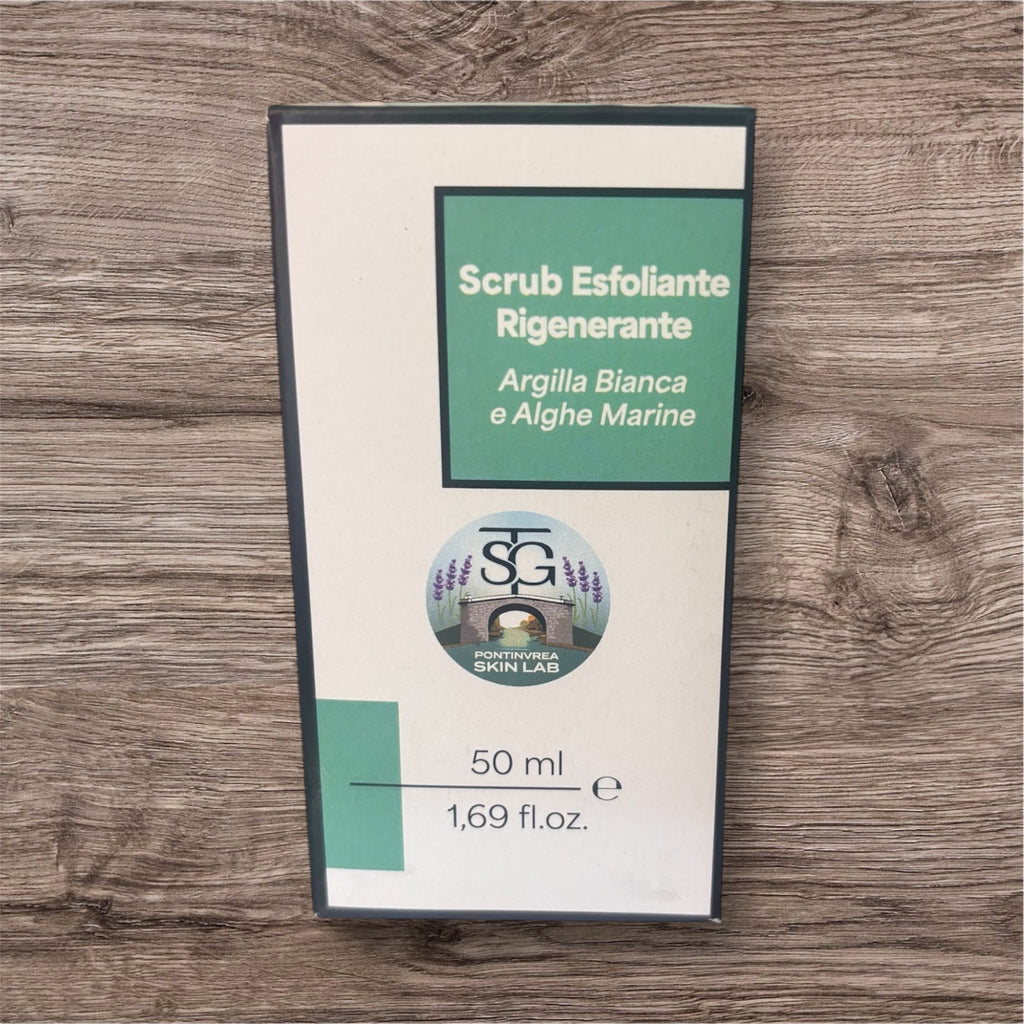 Scrub Esfoliante
Rigenerante
Argilla Bianca
e Alghe Marine
STG
PONTINVREA
SKIN LAB
50 ml
1,69 fl.oz.
℮